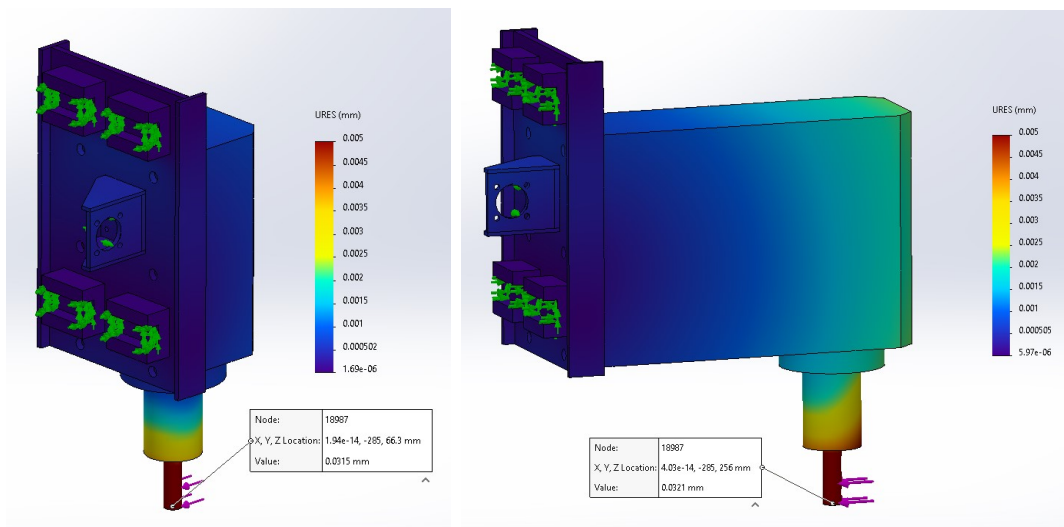 URES (mm)
0.005
0.0045
0.004
0.0035
0.003
0.0025
0.002
0.0015
0.001
0.000502
1.69e-06
Node: 18987
X, Y, Z Location: 1.94e-14, -285, 66.3 mm
Value: 0.0315 mm
URES (mm)
0.005
0.0045
0.004
0.0035
0.003
0.0025
0.002
0.0015
0.001
0.000505
5.97e-06
Node: 18987
X, Y, Z Location: 4.03e-14, -285, 256 mm
Value: 0.0321 mm